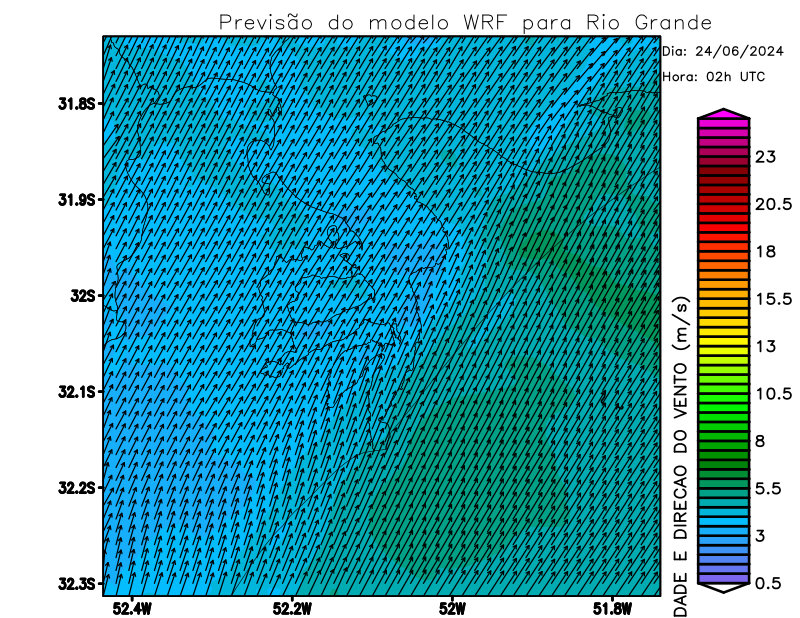 Previsão do modelo WRF para Rio Grande
Dia: 24/06/2024
Hora: 02h UTC
31.8S
31.9S
32S
32.1S
32.2S
32.3S
52.4W
52.2W
52W
51.8W
23
20.5
18
15.5
13
10.5
8
5.5
3
0.5
DADE E DIRECAO DO VENTO (m/s)